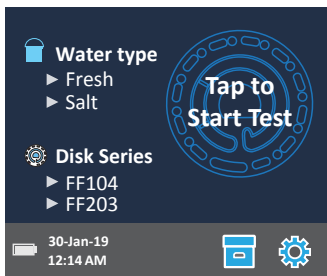 Water type
▶ Fresh
▶ Salt
Tap to
Start Test
Disk Series
▶ FF104
▶ FF203
30-Jan-19
12:14 AM